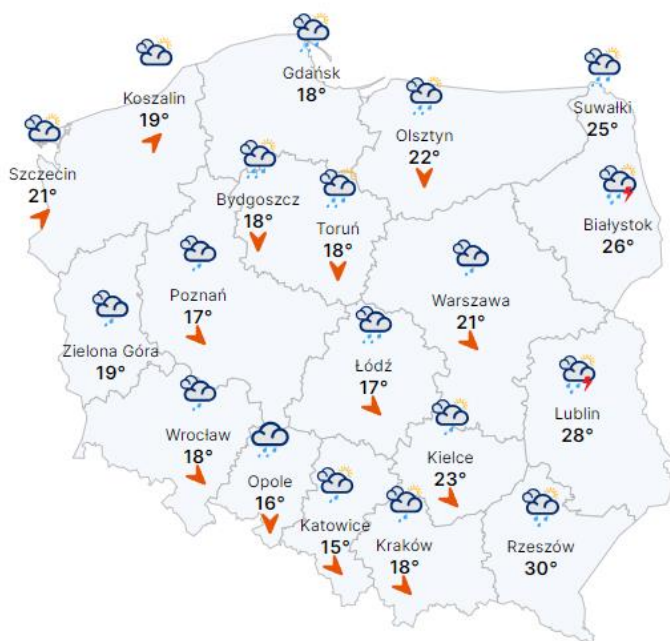 Gdańsk
18°
Koszalin
19°
Suwałki
25°
Olsztyn
22°
Szczecin
21°
Bydgoszcz
18°
Toruń
18°
Białystok
26°
Poznań
17°
Warszawa
21°
Zielona Góra
19°
Łódź
17°
Lublin
28°
Wrocław
18°
Kielce
23°
Opole
16°
Katowice
15°
Kraków
18°
Rzeszów
30°